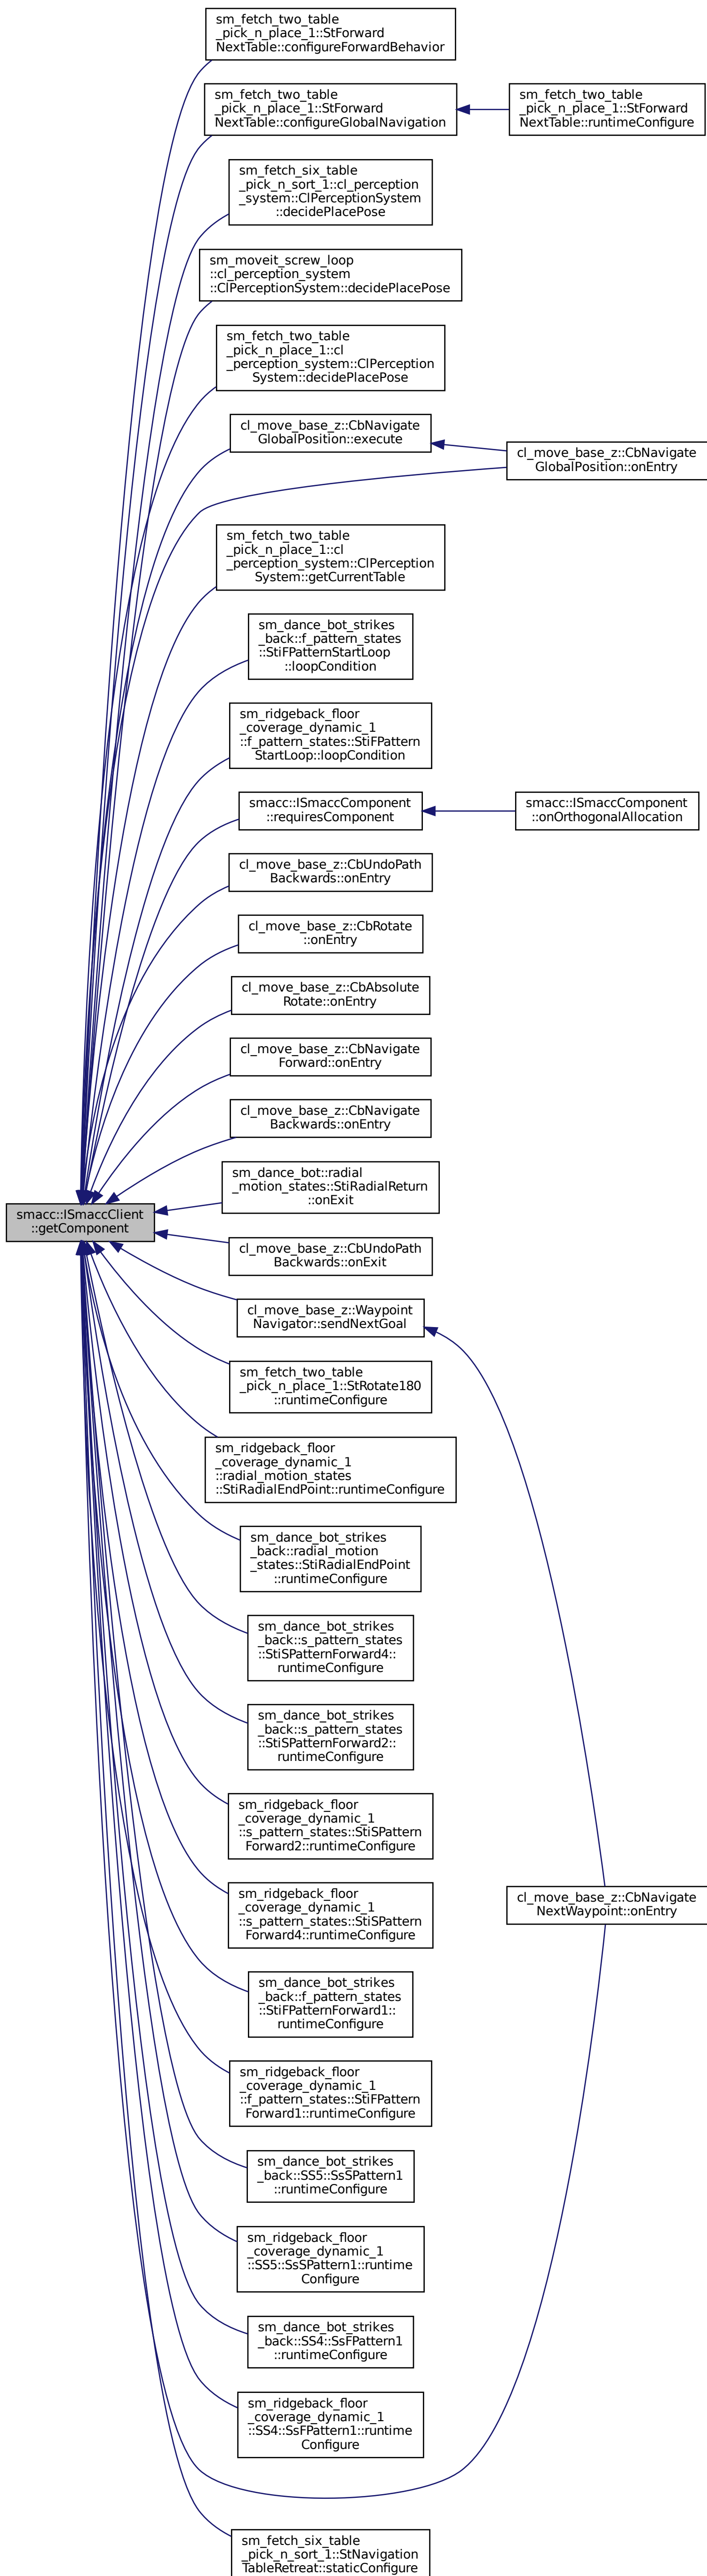 sm_fetch_two_table
_pick_n_place_1::StForward
NextTable::configureForwardBehavior
sm_fetch_two_table
_pick_n_place_1::StForward
NextTable::configureGlobalNavigation
sm_fetch_two_table
_pick_n_place_1::StForward
NextTable::runtimeConfigure
sm_fetch_six_table
_pick_n_sort_1::cl_perception
_system::ClPerceptionSystem
::decidePlacePose
sm_moveit_screw_loop
::cl_perception_system
::ClPerceptionSystem::decidePlacePose
sm_fetch_two_table
_pick_n_place_1::cl
_perception_system::ClPerception
System::decidePlacePose
cl_move_base_z::CbNavigate
GlobalPosition::execute
cl_move_base_z::CbNavigate
GlobalPosition::onEntry
sm_fetch_two_table
_pick_n_place_1::cl
_perception_system::ClPerception
System::getCurrentTable
sm_dance_bot_strikes
_back::f_pattern_states
::StiFPatternStartLoop
::loopCondition
sm_ridgeback_floor
_coverage_dynamic_1
::f_pattern_states::StiFPattern
StartLoop::loopCondition
smacc::ISmaccComponent
::requiresComponent
smacc::ISmaccComponent
::onOrthogonalAllocation
cl_move_base_z::CbUndoPath
Backwards::onEntry
cl_move_base_z::CbRotate
::onEntry
cl_move_base_z::CbAbsolute
Rotate::onEntry
cl_move_base_z::CbNavigate
Forward::onEntry
cl_move_base_z::CbNavigate
Backwards::onEntry
sm_dance_bot::radial
_motion_states::StiRadialReturn
::onExit
smacc::ISmaccClient
::getComponent
cl_move_base_z::CbUndoPath
Backwards::onExit
cl_move_base_z::Waypoint
Navigator::sendNextGoal
sm_fetch_two_table
_pick_n_place_1::StRotate180
::runtimeConfigure
sm_ridgeback_floor
_coverage_dynamic_1
::radial_motion_states
::StiRadialEndPoint::runtimeConfigure
sm_dance_bot_strikes
_back::radial_motion
_states::StiRadialEndPoint
::runtimeConfigure
sm_dance_bot_strikes
_back::s_pattern_states
::StiSPatternForward4::
runtimeConfigure
sm_dance_bot_strikes
_back::s_pattern_states
::StiSPatternForward2::
runtimeConfigure
sm_ridgeback_floor
_coverage_dynamic_1
::s_pattern_states::StiSPattern
Forward2::runtimeConfigure
sm_ridgeback_floor
_coverage_dynamic_1
::s_pattern_states::StiSPattern
Forward4::runtimeConfigure
cl_move_base_z::CbNavigate
NextWaypoint::onEntry
sm_dance_bot_strikes
_back::f_pattern_states
::StiFPatternForward1::
runtimeConfigure
sm_ridgeback_floor
_coverage_dynamic_1
::f_pattern_states::StiFPattern
Forward1::runtimeConfigure
sm_dance_bot_strikes
_back::SS5::SsSPattern1
::runtimeConfigure
sm_ridgeback_floor
_coverage_dynamic_1
::SS5::SsSPattern1::runtime
Configure
sm_dance_bot_strikes
_back::SS4::SsFPattern1
::runtimeConfigure
sm_ridgeback_floor
_coverage_dynamic_1
::SS4::SsFPattern1::runtime
Configure
sm_fetch_six_table
_pick_n_sort_1::StNavigation
TableRetreat::staticConfigure